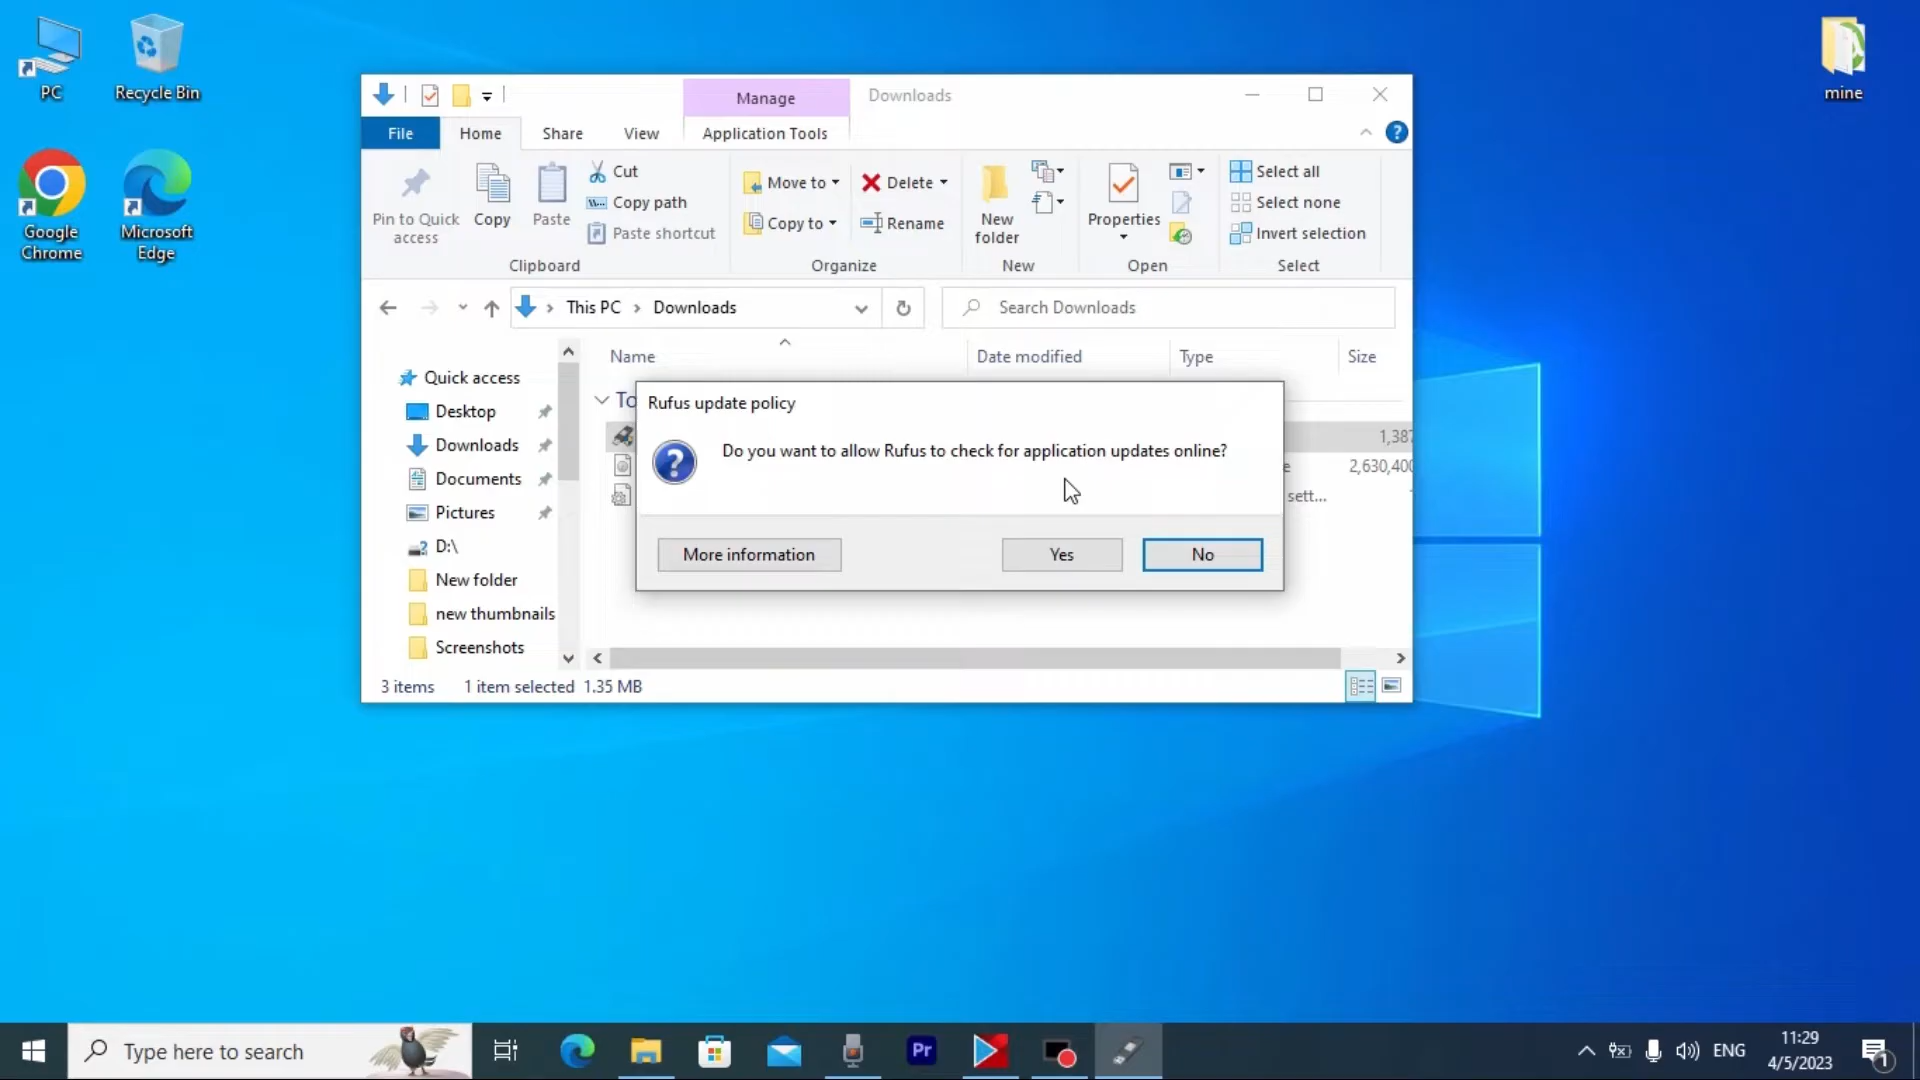 PC
Recycle Bin
mine
Google
Chrome
Microsoft
Edge
Manage
Downloads
File
Home
Share
View
Application Tools
Pin to Quick
access
Copy
Paste
Cut
Copy path
Paste shortcut
Clipboard
Move to
Copy to
Delete
Rename
Organize
New
folder
New
Properties
Open
Select all
Select none
Invert selection
Select
This PC
Downloads
Search Downloads
Name
Date modified
Type
Size
Quick access
Desktop
Downloads
Documents
Pictures
D:\
New folder
new thumbnails
Screenshots
To
1,387
e
2,630,400
sett...
Rufus update policy
Do you want to allow Rufus to check for application updates online?
More information
Yes
No
3 items
1 item selected 1.35 MB
Type here to search
Pr
ENG
11:29
4/5/2023
1